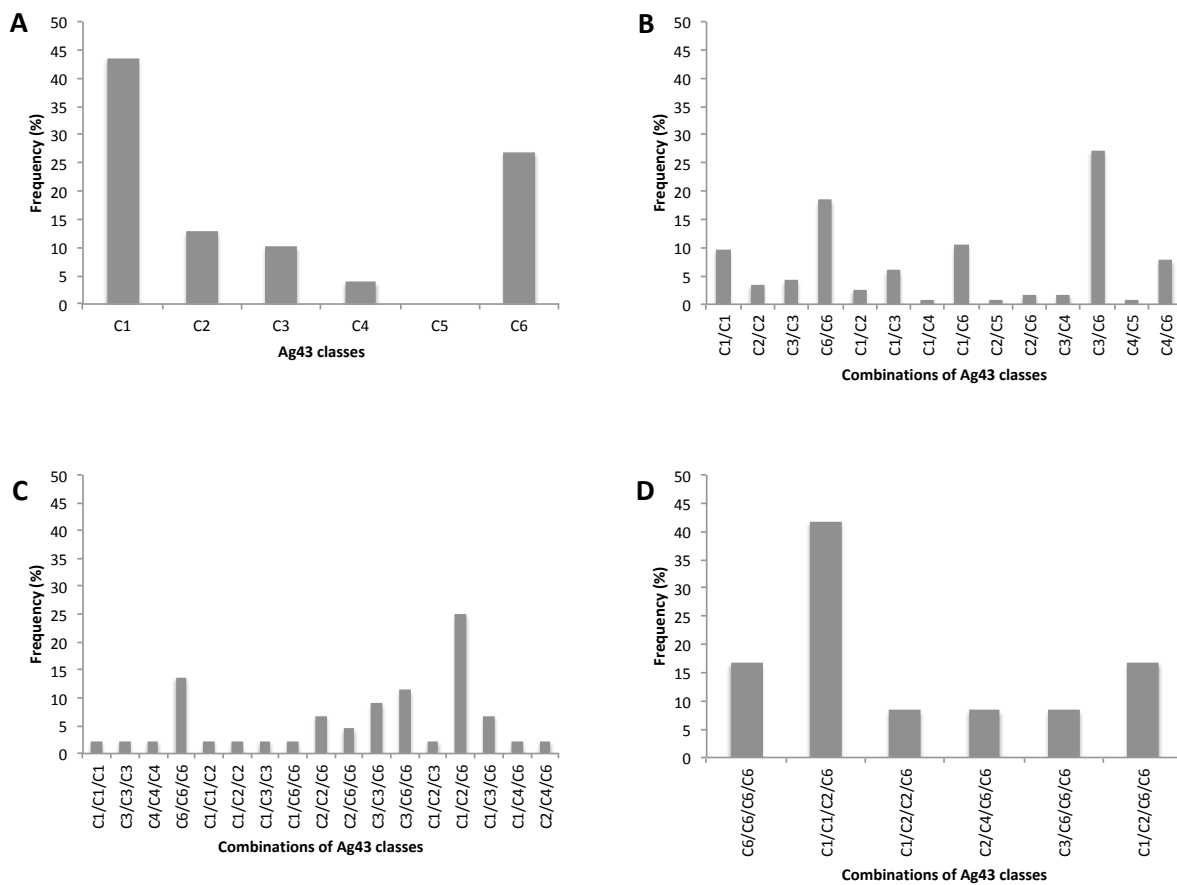 A
Frequency (%)
50
45
40
35
30
25
20
15
10
5
0
C1 C2 C3 C4 C5 C6
Ag43 classes
B
Frequency (%)
50
45
40
35
30
25
20
15
10
5
0
C1/C1
C2/C2
C3/C3
C6/C6
C1/C2
C1/C3
C1/C4
C1/C6
C2/C5
C2/C6
C3/C4
C3/C6
C4/C5
C4/C6
Combinations of Ag43 classes
C
Frequency (%)
50
45
40
35
30
25
20
15
10
5
0
C1/C1/C1
C3/C3/C3
C4/C4/C4
C6/C6/C6
C1/C1/C2
C1/C2/C2
C1/C3/C3
C1/C6/C6
C2/C2/C6
C2/C6/C6
C3/C3/C6
C3/C6/C6
C1/C2/C3
C1/C2/C6
C1/C3/C6
C1/C4/C6
C2/C4/C6
Combinations of Ag43 classes
D
Frequency (%)
50
45
40
35
30
25
20
15
10
5
0
C6/C6/C6/C6
C1/C1/C2/C6
C1/C2/C2/C6
C2/C4/C6/C6
C3/C6/C6/C6
C1/C2/C6/C6
Combinations of Ag43 classes